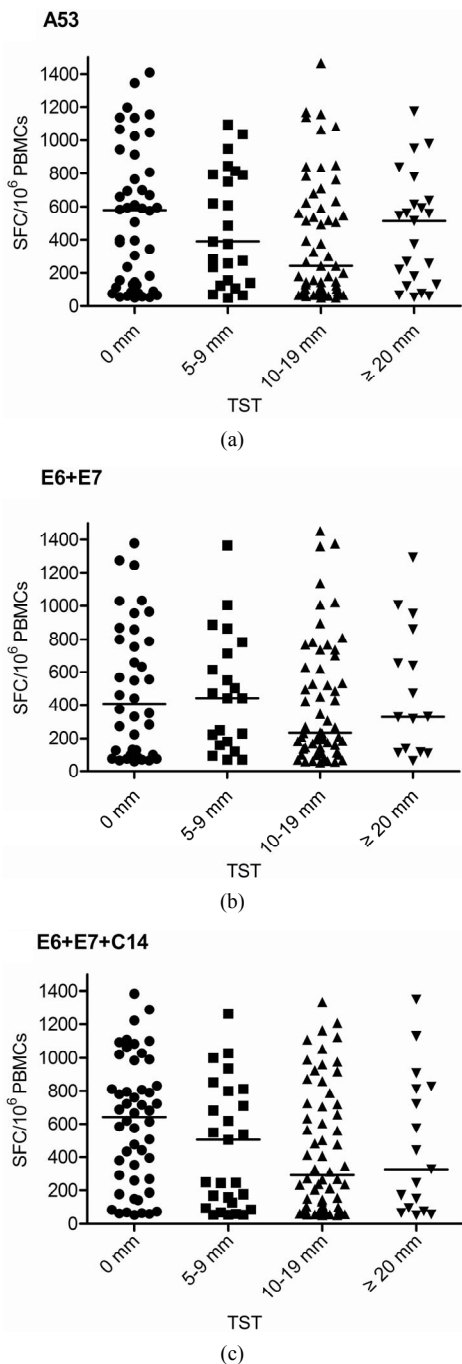 A53
1400
1200
1000
800
600
400
200
0
SFC/10⁶ PBMCs
0 mm
5-9 mm
10-19 mm
≥ 20 mm
TST
(a)
E6+E7
1400
1200
1000
800
600
400
200
0
SFC/10⁶ PBMCs
0 mm
5-9 mm
10-19 mm
≥ 20 mm
TST
(b)
E6+E7+C14
1400
1200
1000
800
600
400
200
0
SFC/10⁶ PBMCs
0 mm
5-9 mm
10-19 mm
≥ 20 mm
TST
(c)